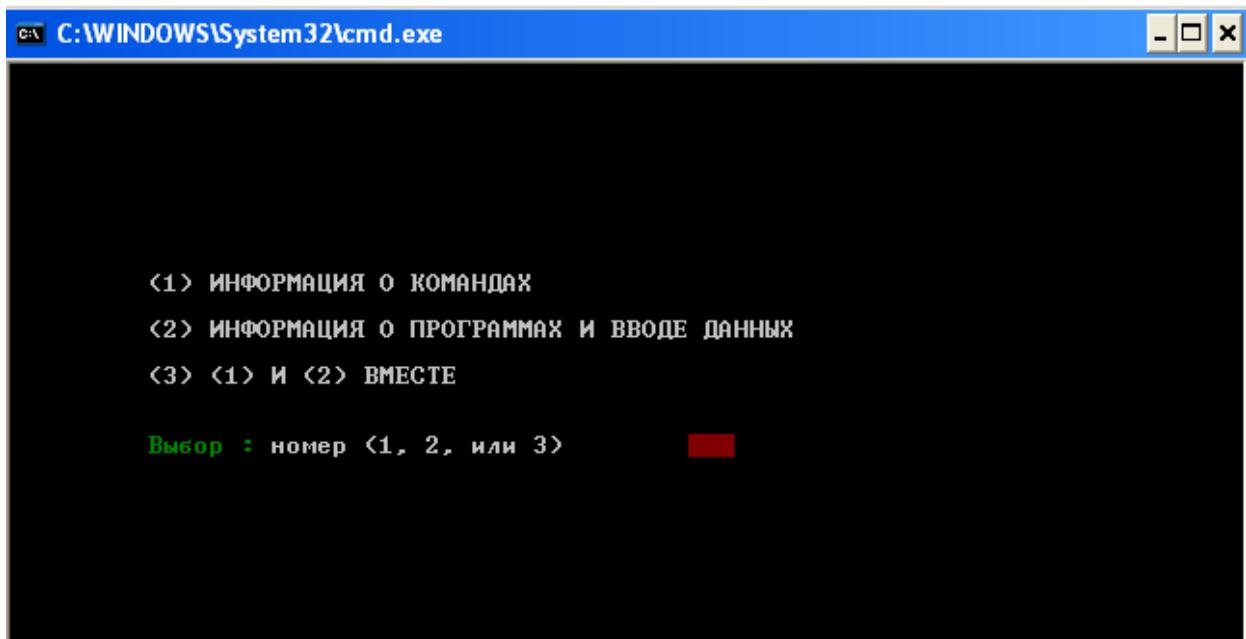 C:\WINDOWS\System32\cmd.exe
(1) ИНФОРМАЦИЯ О КОМАНДАХ
(2) ИНФОРМАЦИЯ О ПРОГРАММАХ И ВВОДЕ ДАННЫХ
(3) (1) И (2) ВМЕСТЕ
Выбор : номер (1, 2, или 3)